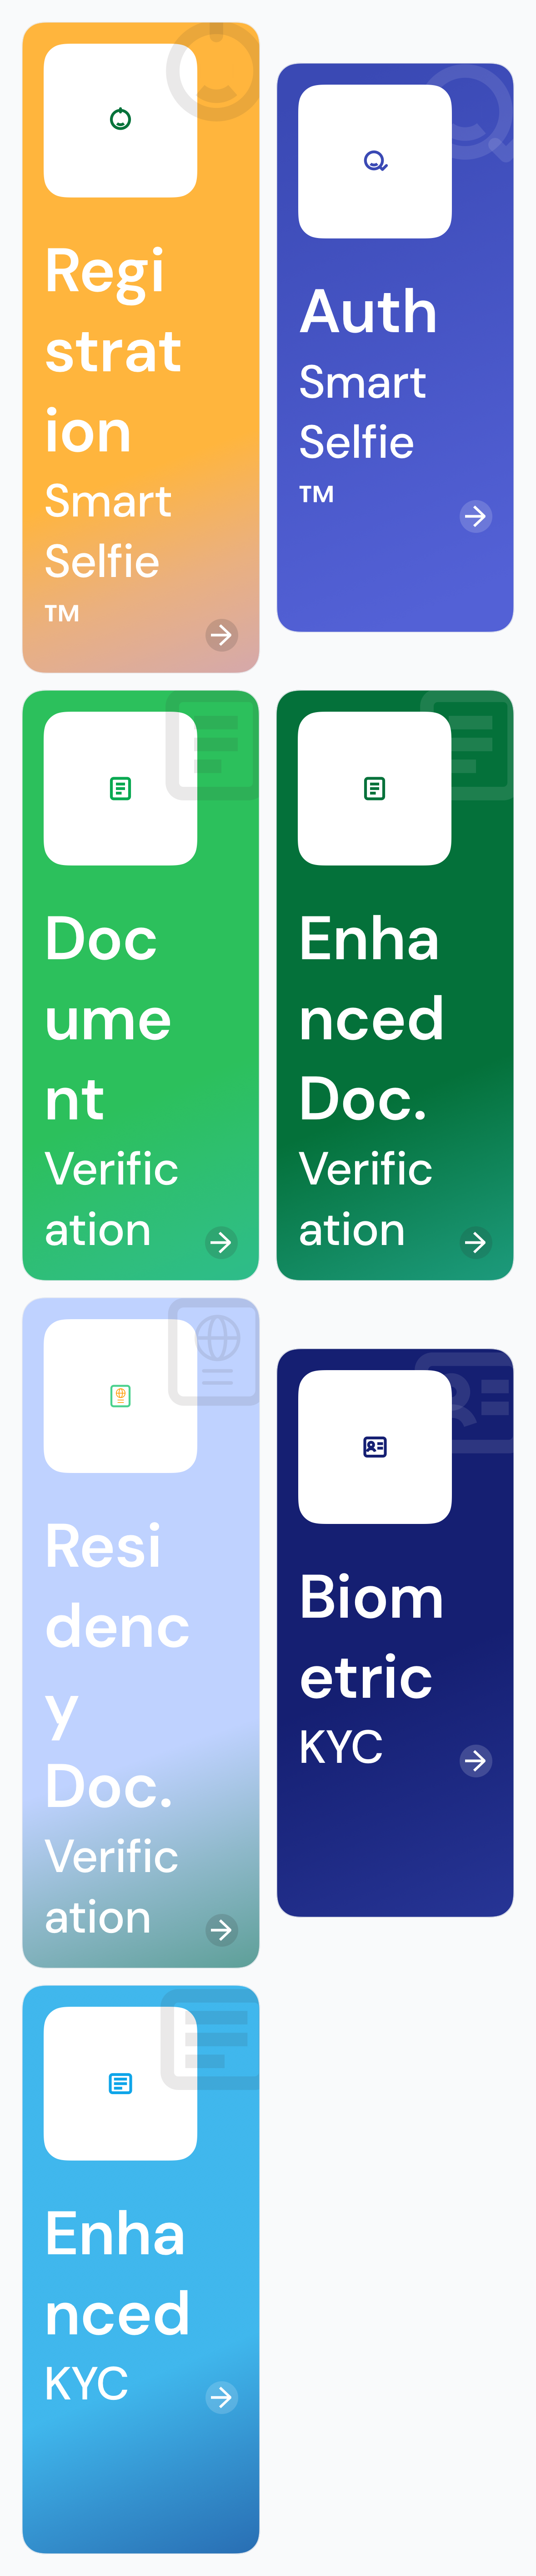 Regi
strat
ion
Smart
Selfie
™
Auth
Smart
Selfie
™
Doc
ume
nt
Verific
ation
Enha
nced
Doc.
Verific
ation
Resi
denc
y
Doc.
Verific
ation
Biom
etric
KYC
Enha
nced
KYC